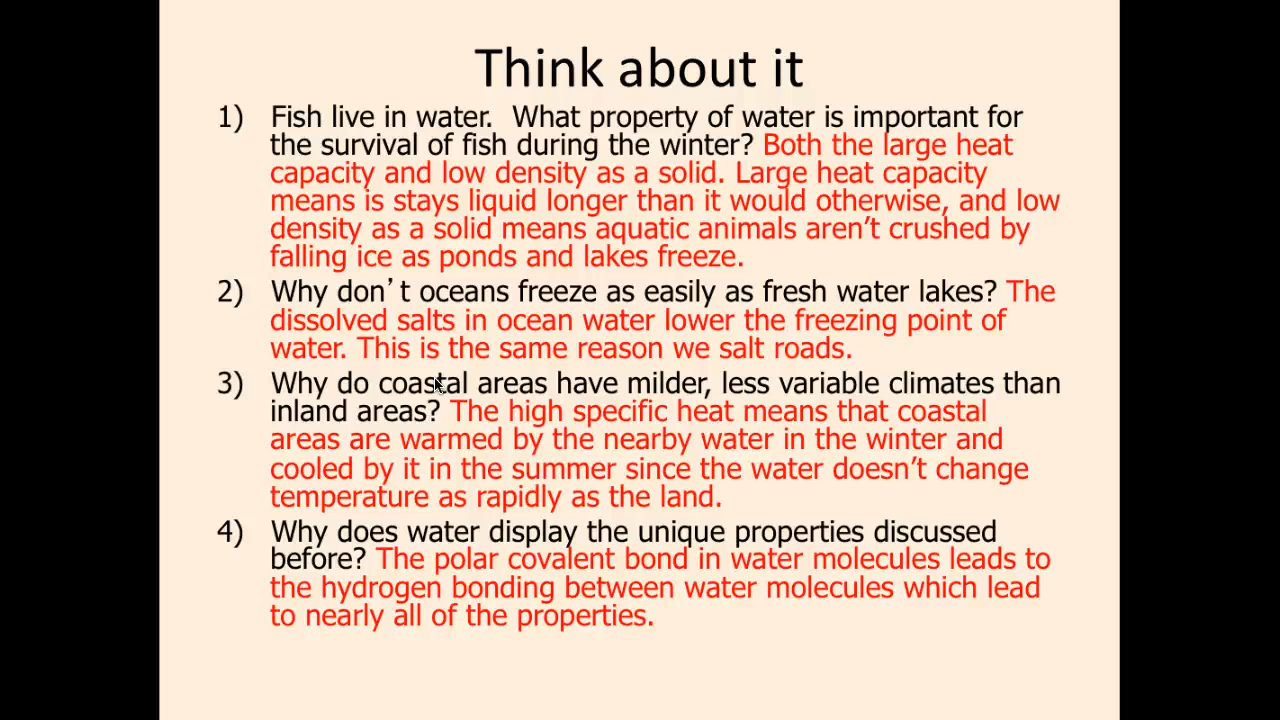 Think about it
1) Fish live in water.  What property of water is important for
the survival of fish during the winter? Both the large heat
capacity and low density as a solid. Large heat capacity
means is stays liquid longer than it would otherwise, and low
density as a solid means aquatic animals aren’t crushed by
falling ice as ponds and lakes freeze.
2) Why don’t oceans freeze as easily as fresh water lakes? The
dissolved salts in ocean water lower the freezing point of
water. This is the same reason we salt roads.
3) Why do coastal areas have milder, less variable climates than
inland areas? The high specific heat means that coastal
areas are warmed by the nearby water in the winter and
cooled by it in the summer since the water doesn’t change
temperature as rapidly as the land.
4) Why does water display the unique properties discussed
before? The polar covalent bond in water molecules leads to
the hydrogen bonding between water molecules which lead
to nearly all of the properties.